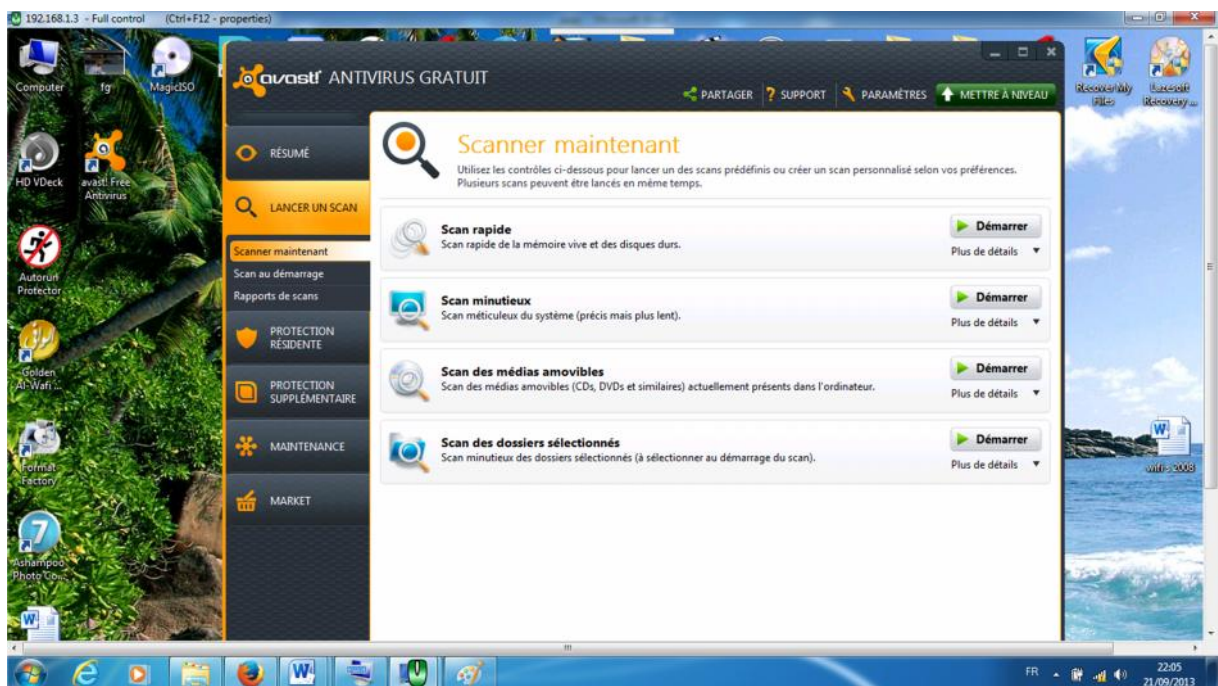 192.168.1.3 - Full control (Ctrl+F12 - properties)
Computer
fg
MagicISO
HD VDeck
avast! Free Antivirus
Autorun Protector
الوافي
Golden Al-Wafi ...
Format Factory
7
Ashampoo Photo Co...
avast! ANTIVIRUS GRATUIT
PARTAGER
? SUPPORT
PARAMÈTRES
METTRE À NIVEAU
RÉSUMÉ
LANCER UN SCAN
Scanner maintenant
Scan au démarrage
Rapports de scans
PROTECTION RÉSIDENTE
PROTECTION SUPPLÉMENTAIRE
MAINTENANCE
MARKET
Scanner maintenant
Utilisez les contrôles ci-dessous pour lancer un des scans prédéfinis ou créer un scan personnalisé selon vos préférences.
Plusieurs scans peuvent être lancés en même temps.
Scan rapide
Scan rapide de la mémoire vive et des disques durs.
Démarrer
Plus de détails
Scan minutieux
Scan méticuleux du système (précis mais plus lent).
Démarrer
Plus de détails
Scan des médias amovibles
Scan des médias amovibles (CDs, DVDs et similaires) actuellement présents dans l'ordinateur.
Démarrer
Plus de détails
Scan des dossiers sélectionnés
Scan minutieux des dossiers sélectionnés (à sélectionner au démarrage du scan).
Démarrer
Plus de détails
Recover My Files
Lazesoft Recovery ...
wifi-s 2008
FR
22:05
21/09/2013